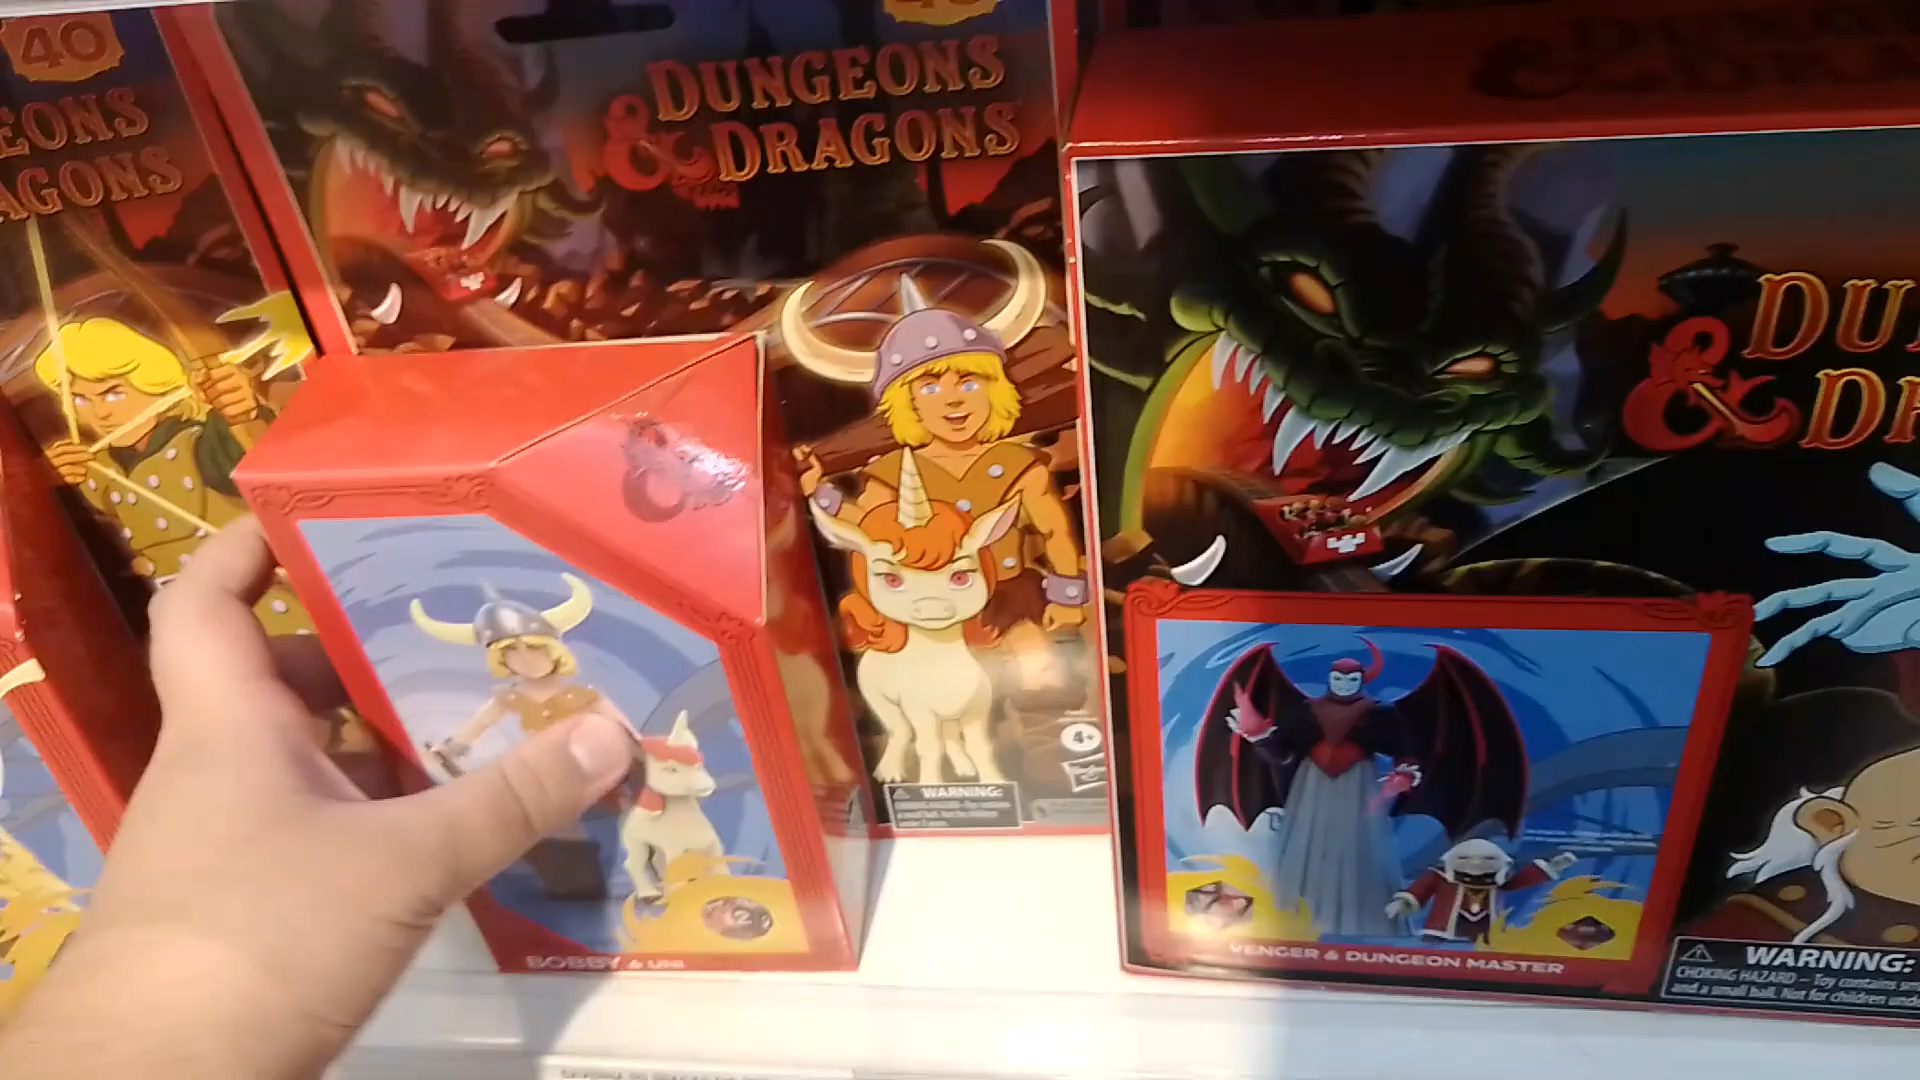 40
EONS
AGONS
DUNGEONS
& DRAGONS
DU
& DR
4+
WARNING:
2
BOBBY & UNI
VENGER & DUNGEON MASTER
WARNING:
CHOKING HAZARD – Toy contains
and a small ball. Not for children